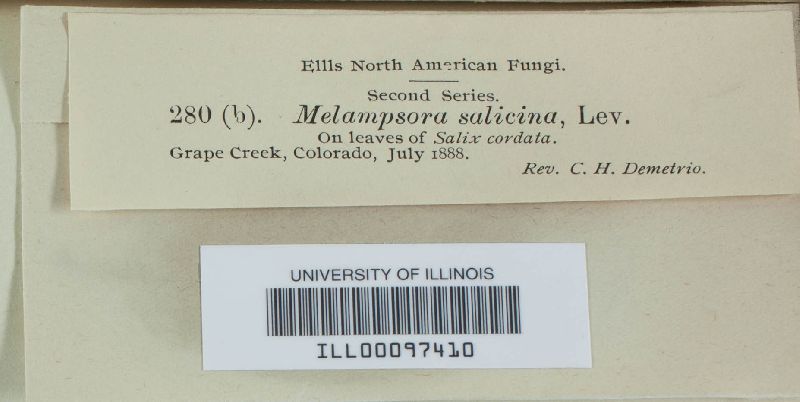 Ellis North American Fungi.
Second Series.
280 (b). Melampsora salicina, Lev.
On leaves of Salix cordata.
Grape Creek, Colorado, July 1888.
Rev. C. H. Demetrio.
UNIVERSITY OF ILLINOIS
ILL00097410